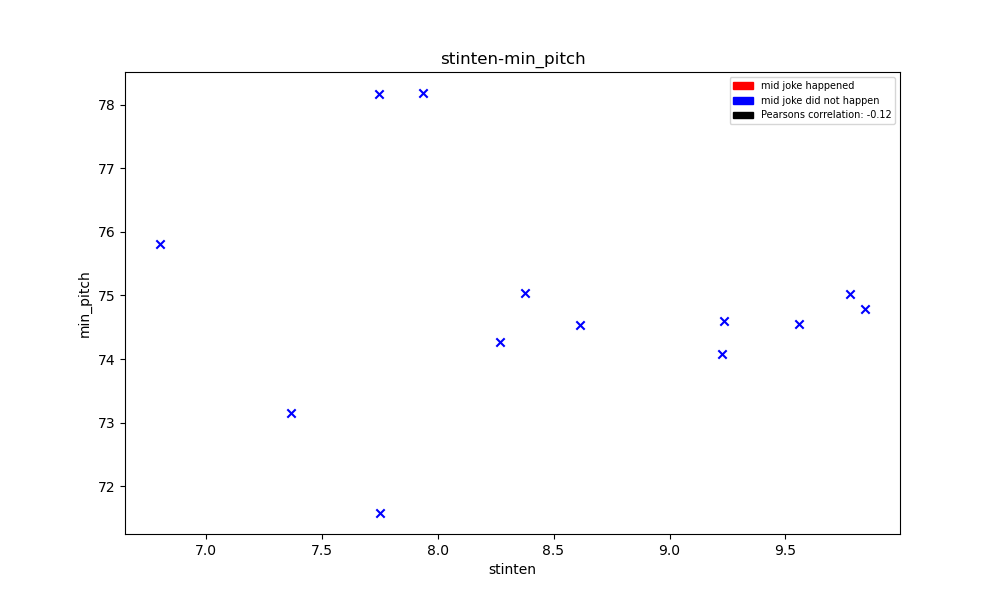 stinten-min_pitch
mid joke happened
mid joke did not happen
Pearsons correlation: -0.12
78
77
76
75
74
73
72
min_pitch
7.0
7.5
8.0
8.5
9.0
9.5
stinten